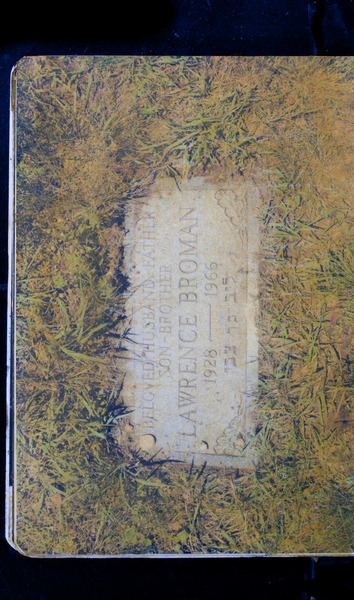 BELOVED HUSBAND-FATHER
SON-BROTHER
LAWRENCE BROMAN
1928 — 1966